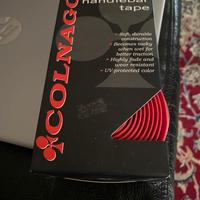 handlebar
tape
• Soft, durable
construction
• Becomes tacky
when wet for
better traction
• Highly fade and
wear resistant
• UV protected color
COLNAGO